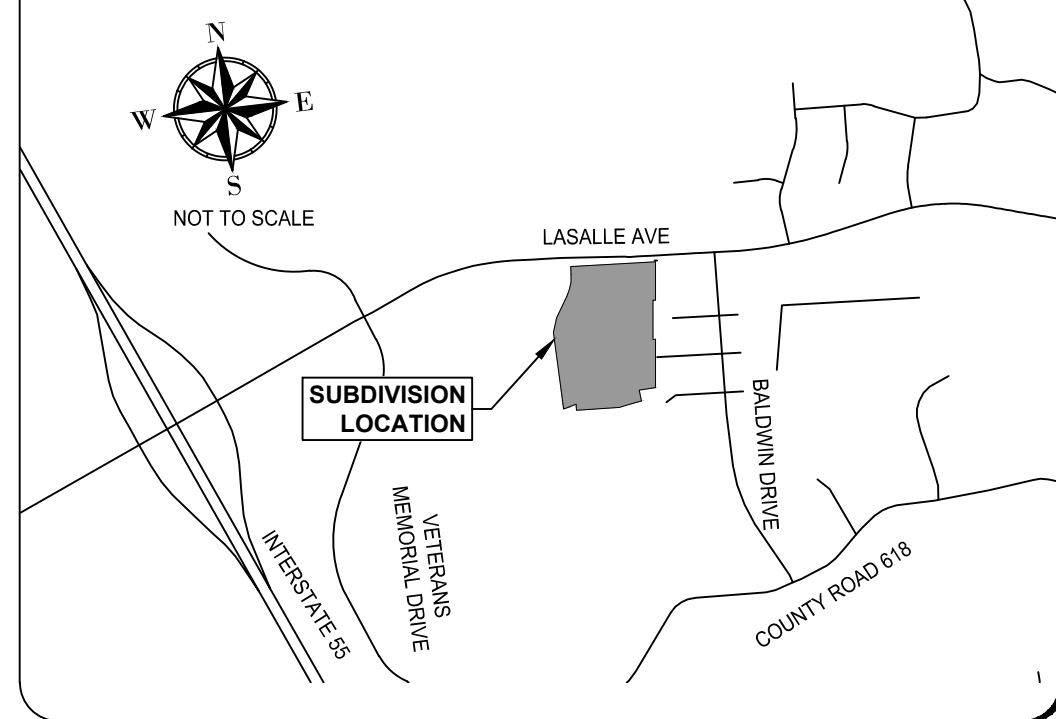 N
W
E
S
NOT TO SCALE
LASALLE AVE
SUBDIVISION
LOCATION
BALDWIN DRIVE
VETERANS
MEMORIAL DRIVE
INTERSTATE 55
COUNTY ROAD 618